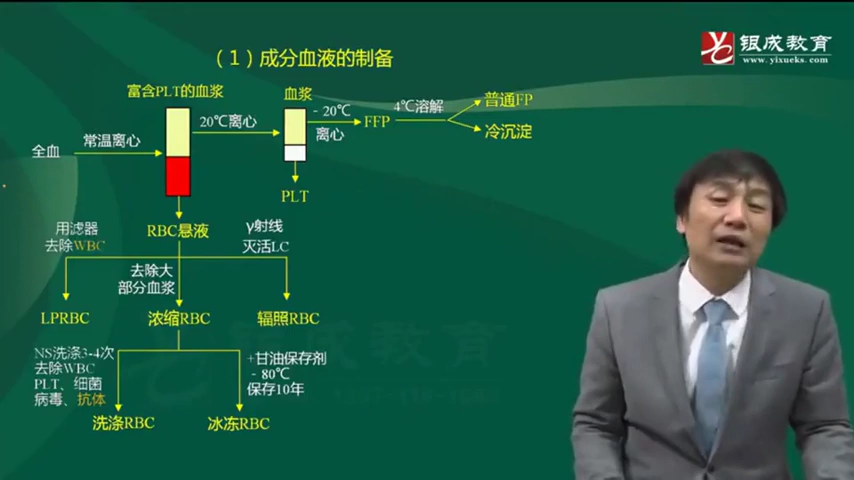 (1)成分血液的制备
银成教育
www.yixueks.com
富含PLT的血浆
血浆
全血
常温离心
20℃离心
-20℃
离心
FFP
4℃溶解
普通FP
冷沉淀
PLT
RBC悬液
用滤器
去除WBC
γ射线
灭活LC
去除大
部分血浆
LPRBC
浓缩RBC
辐照RBC
NS洗涤3-4次
去除WBC
PLT、细菌
病毒、抗体
+甘油保存剂
-80℃
保存10年
洗涤RBC
冰冻RBC
银成教育